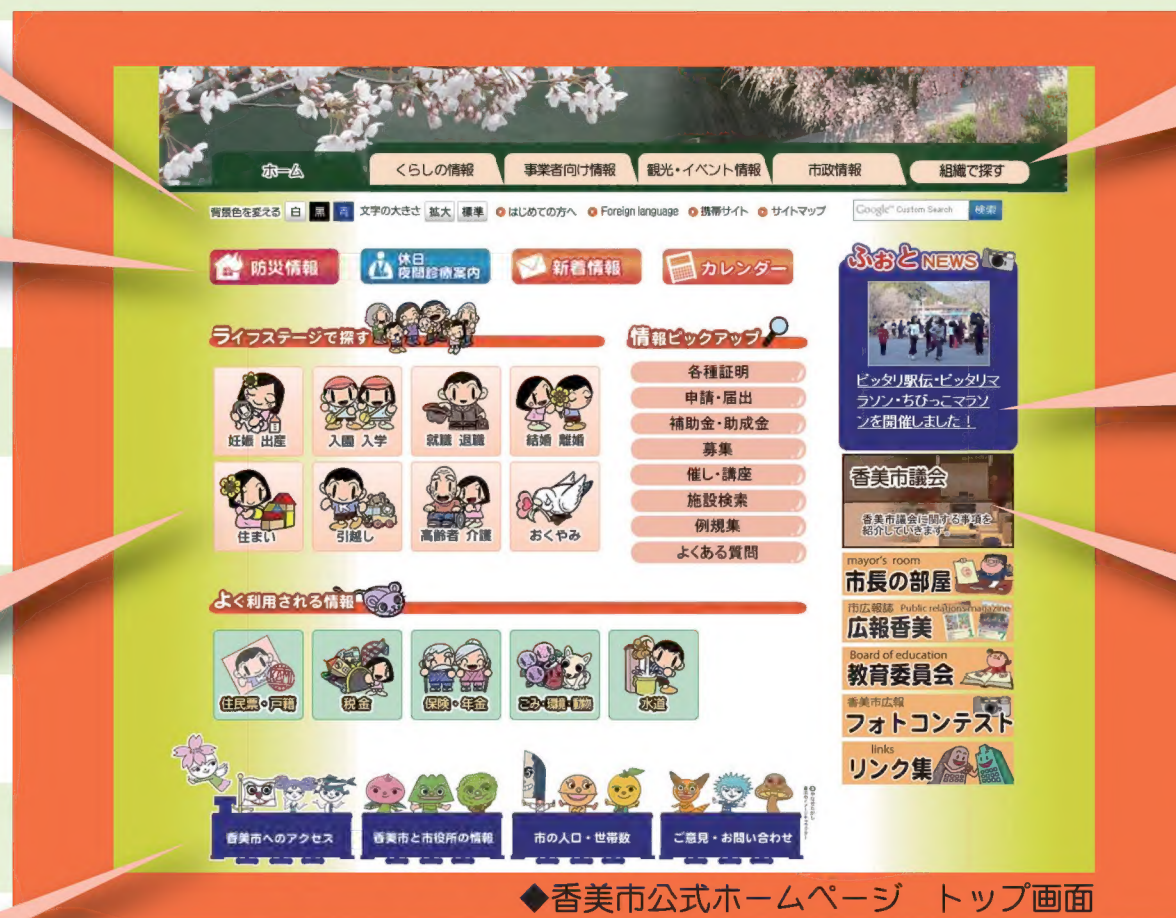 ホーム くらしの情報 事業者向け情報 観光・イベント情報 市政情報 組織で探す
背景色を変える 白 黒 青 文字の大きさ 拡大 標準 はじめての方へ Foreign language 携帯サイト サイトマップ Google™ Custom Search 検索
防災情報
休日
夜間診療案内
新着情報
カレンダー
ライフステージで探す
妊娠 出産
入園 入学
就職 退職
結婚 離婚
住まい
引越し
高齢者 介護
おくやみ
情報ピックアップ
各種証明
申請・届出
補助金・助成金
募集
催し・講座
施設検索
例規集
よくある質問
よく利用される情報
住民票・戸籍
税金
保険・年金
ごみ・環境・動物
水道
香美市へのアクセス
香美市と市役所の情報
市の人口・世帯数
ご意見・お問い合わせ
ふぉとNEWS
ピッタリ駅伝・ピッタリマ
ラソン・ちびっこマラソ
ンを開催しました！
香美市議会
香美市議会に関する事項を
紹介していきます。
mayor's room
市長の部屋
市広報誌 Public relations magazine
広報香美
Board of education
教育委員会
香美市広報
フォトコンテスト
links
リンク集
◆香美市公式ホームページ トップ画面